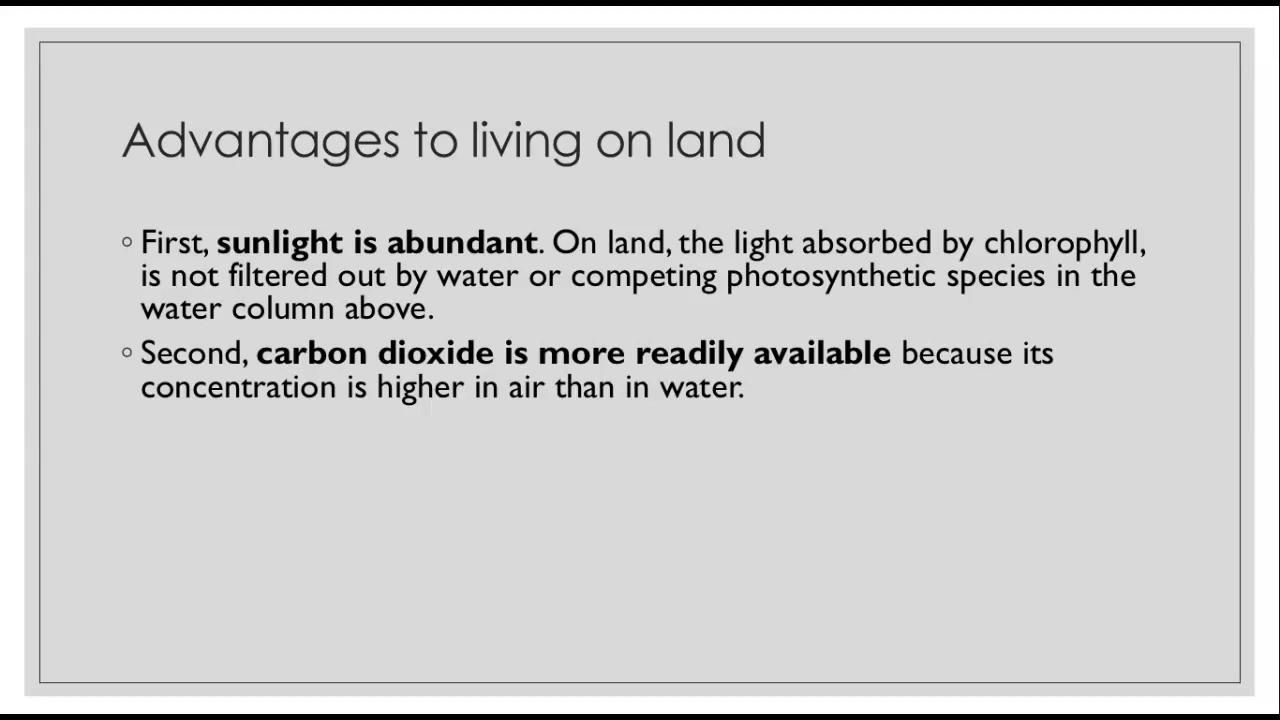 Advantages to living on land
◦ First, sunlight is abundant. On land, the light absorbed by chlorophyll,
is not filtered out by water or competing photosynthetic species in the
water column above.
◦ Second, carbon dioxide is more readily available because its
concentration is higher in air than in water.